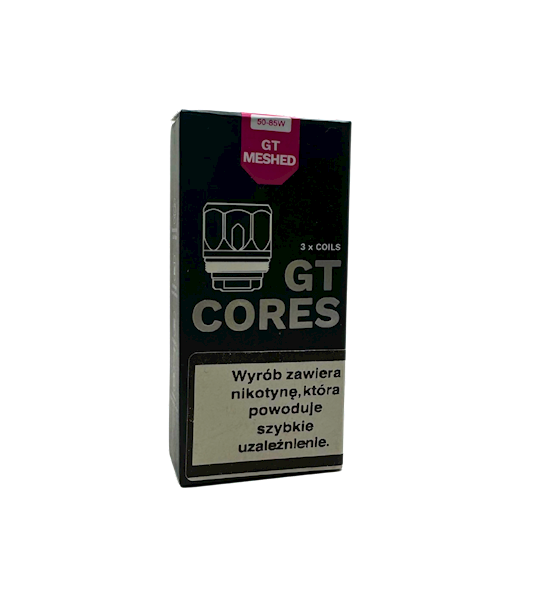 50-85W
GT
MESHED
3 x COILS
GT
CORES
Wyrób zawiera
nikotynę,która
powoduje
szybkie
uzależnienie.